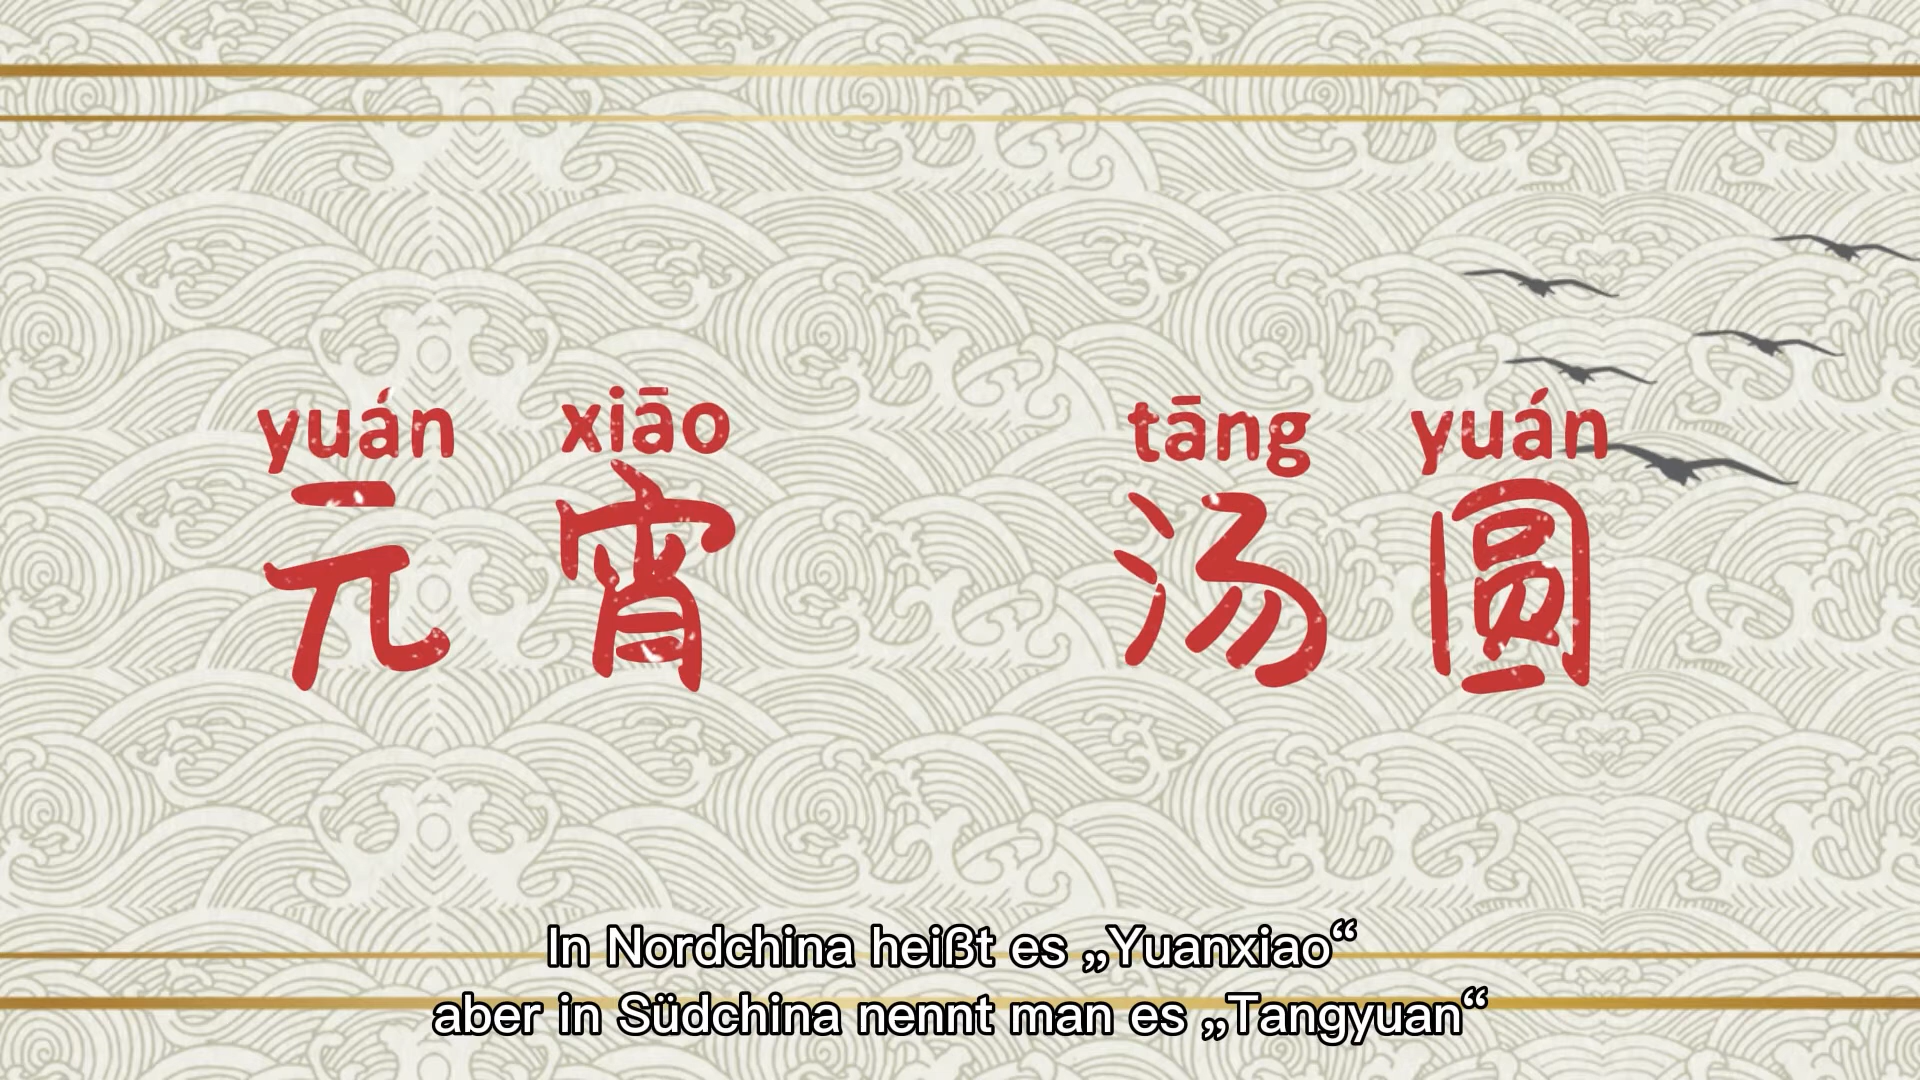 yuán xiāo tāng yuán
元宵 汤圆
In Nordchina heißt es „Yuanxiao“
aber in Südchina nennt man es „Tangyuan“